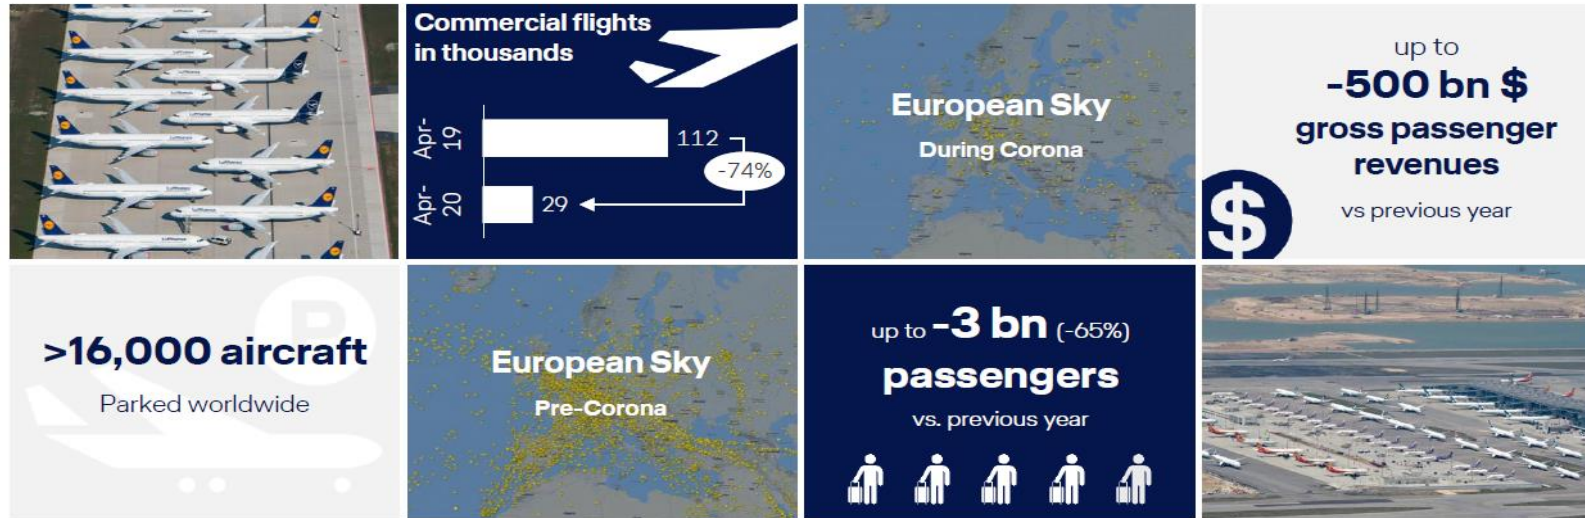 Commercial flights
in thousands
Apr-
19
112
-74%
Apr-
20
29
European Sky
During Corona
up to
-500 bn $
gross passenger
revenues
vs previous year
$
>16,000 aircraft
Parked worldwide
European Sky
Pre-Corona
up to -3 bn (-65%)
passengers
vs. previous year